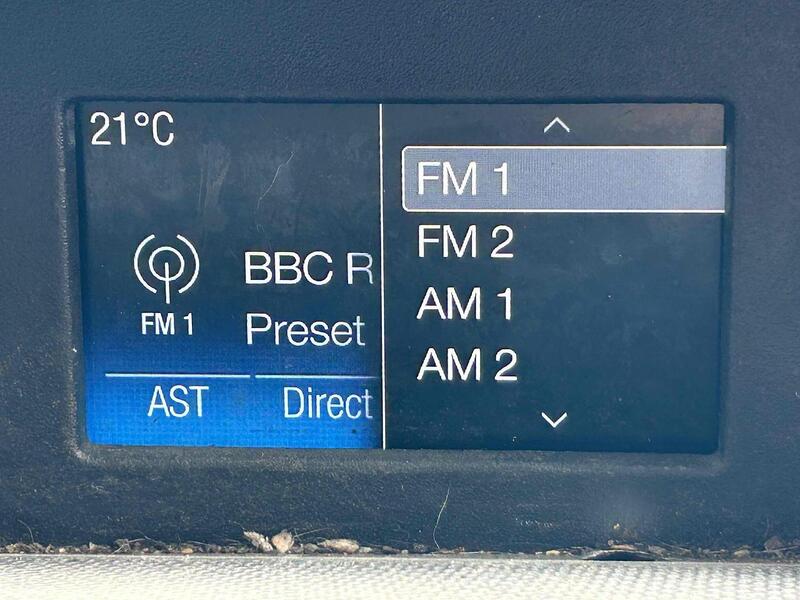 21°C
BBC R
FM 1
Preset
AST
Direct
FM 1
FM 2
AM 1
AM 2